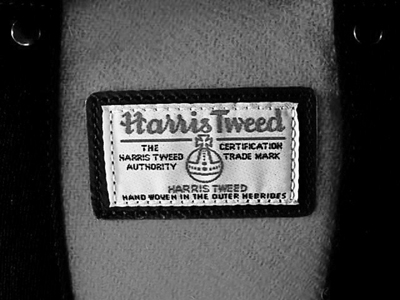 Harris Tweed
THE
HARRIS TWEED
AUTHORITY
CERTIFICATION
TRADE MARK
HARRIS TWEED
HAND WOVEN IN THE OUTER HEBRIDES